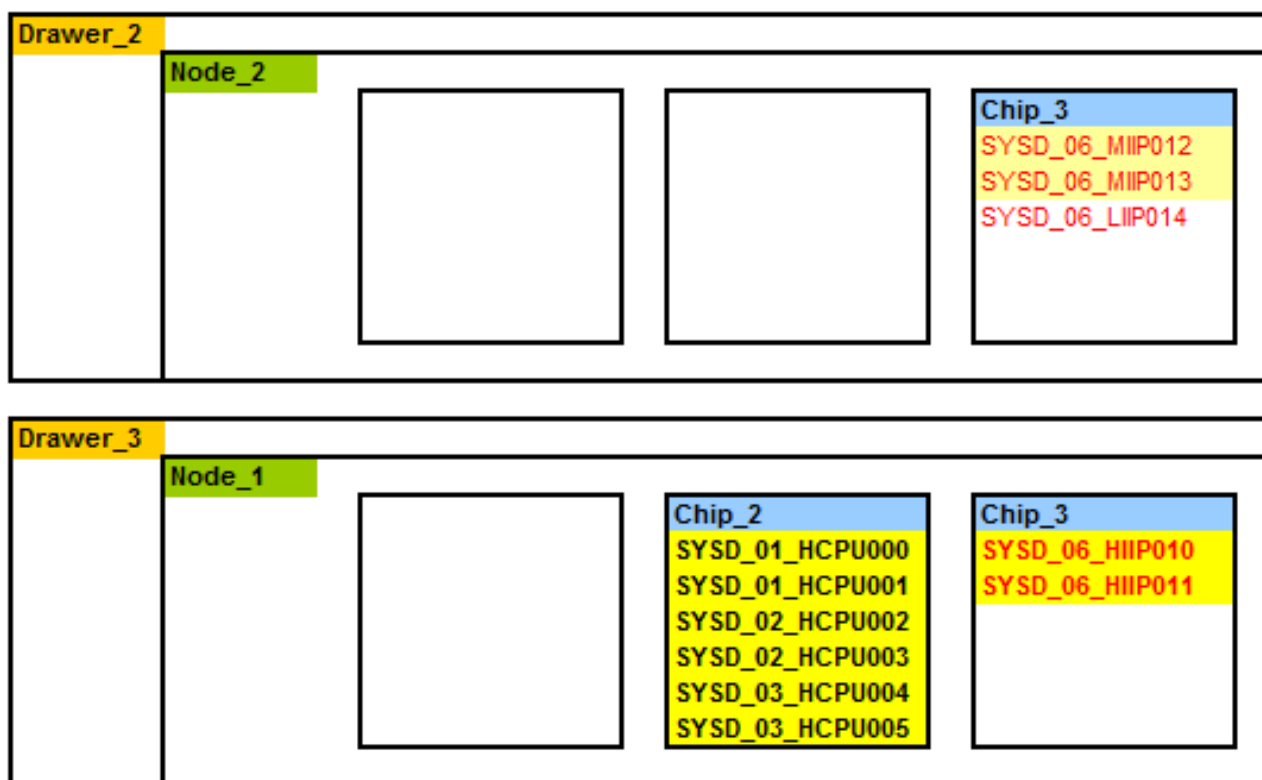 Drawer_2
Node_2
Chip_3
SYSD_06_MIIP012
SYSD_06_MIIP013
SYSD_06_LIIP014
Drawer_3
Node_1
Chip_2
SYSD_01_HCPU000
SYSD_01_HCPU001
SYSD_02_HCPU002
SYSD_02_HCPU003
SYSD_03_HCPU004
SYSD_03_HCPU005
Chip_3
SYSD_06_HIIP010
SYSD_06_HIIP011